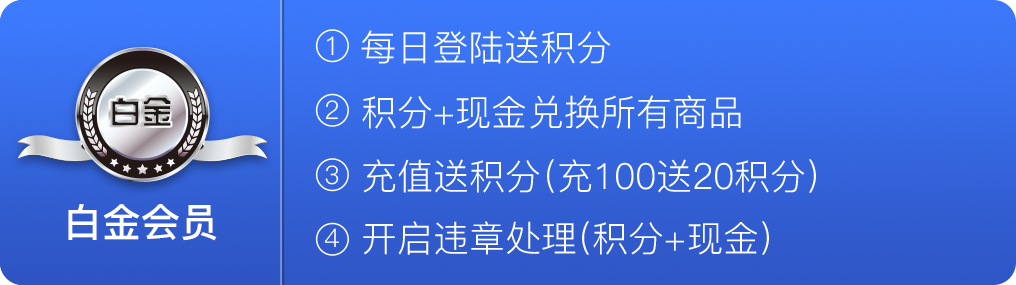 白金
白金会员
① 每日登陆送积分
② 积分+现金兑换所有商品
③ 充值送积分(充100送20积分)
④ 开启违章处理(积分+现金)